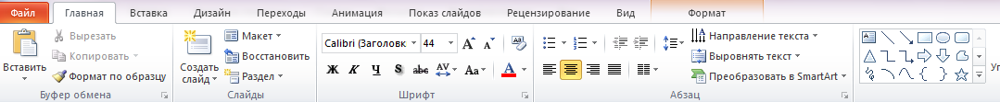 Файл Главная Вставка Дизайн Переходы Анимация Показ слайдов Рецензирование Вид Формат
Вставить
Вырезать
Копировать
Формат по образцу
Буфер обмена
Создать слайд
Макет
Восстановить
Раздел
Слайды
Calibri (Заголовк 44 A A Aa
Ж К Ч S abc AV Aa A
Шрифт
Направление текста
Выровнять текст
Преобразовать в SmartArt
Абзац